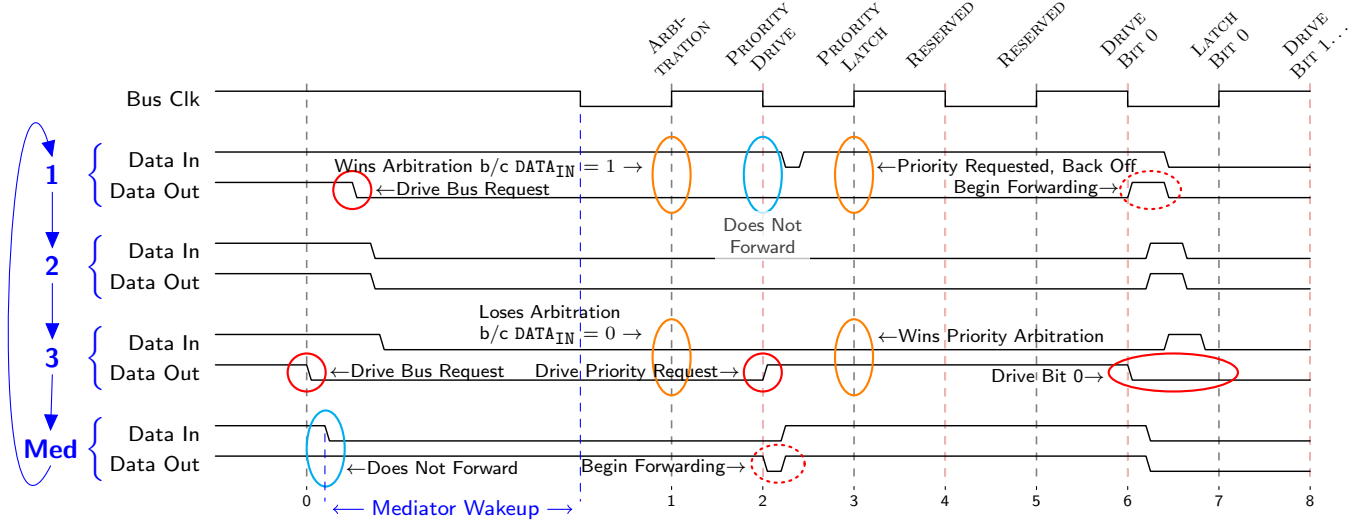 ARBI-
TRATION
PRIORITY
DRIVE
PRIORITY
LATCH
RESERVED
RESERVED
DRIVE
BIT 0
LATCH
BIT 0
DRIVE
BIT 1...
Bus Clk
1
Data In
Wins Arbitration b/c DATA_IN = 1 →
←Priority Requested, Back Off
Data Out
←Drive Bus Request
Begin Forwarding→
Does Not
Forward
2
Data In
Data Out
3
Data In
Loses Arbitration
b/c DATA_IN = 0 →
←Wins Priority Arbitration
Data Out
←Drive Bus Request
Drive Priority Request→
Drive Bit 0→
Med
Data In
Data Out
←Does Not Forward
Begin Forwarding→
0
← Mediator Wakeup →
1
2
3
4
5
6
7
8